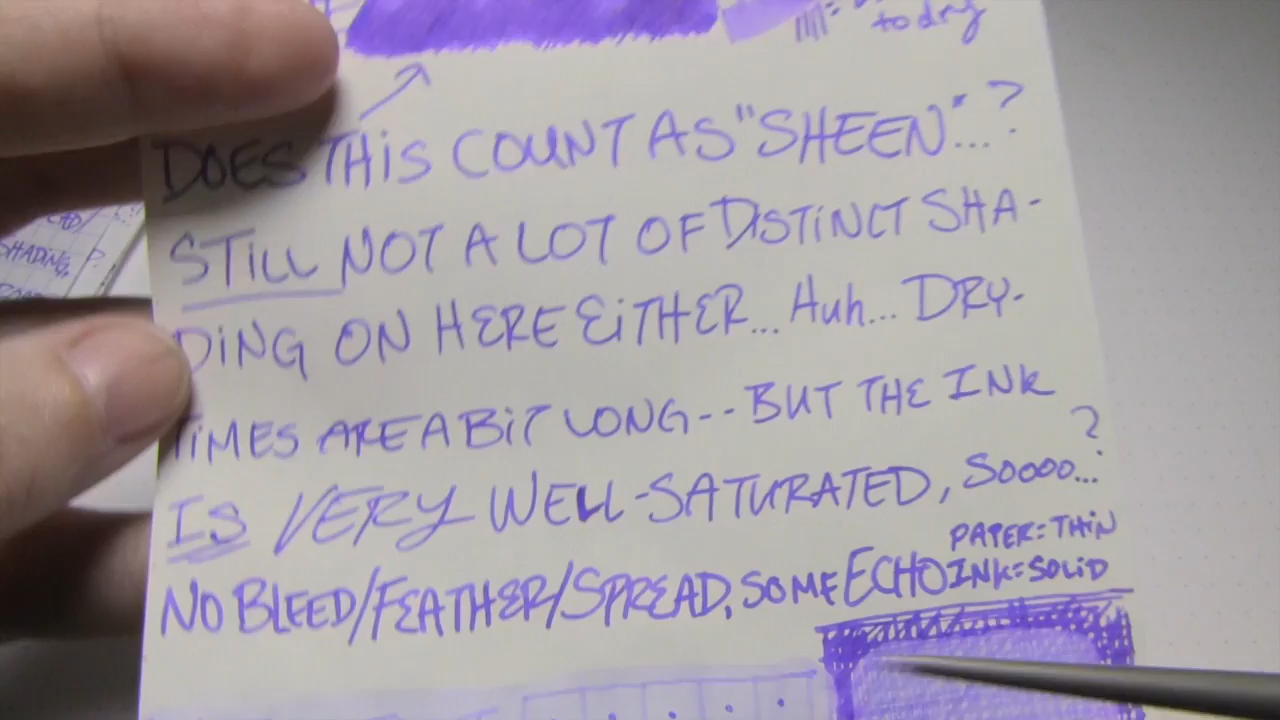 to dry
DOES THIS COUNT AS "SHEEN"...?
STILL NOT A LOT OF DISTINCT SHA-
DING ON HERE EITHER... Huh... DRY-
TIMES ARE A BIT LONG-- BUT THE INK
IS VERY WELL-SATURATED, Soooo...?
PAPER=THIN
NO BLEED/FEATHER/SPREAD, SOME ECHO
INK=SOLID
SHADING, ?